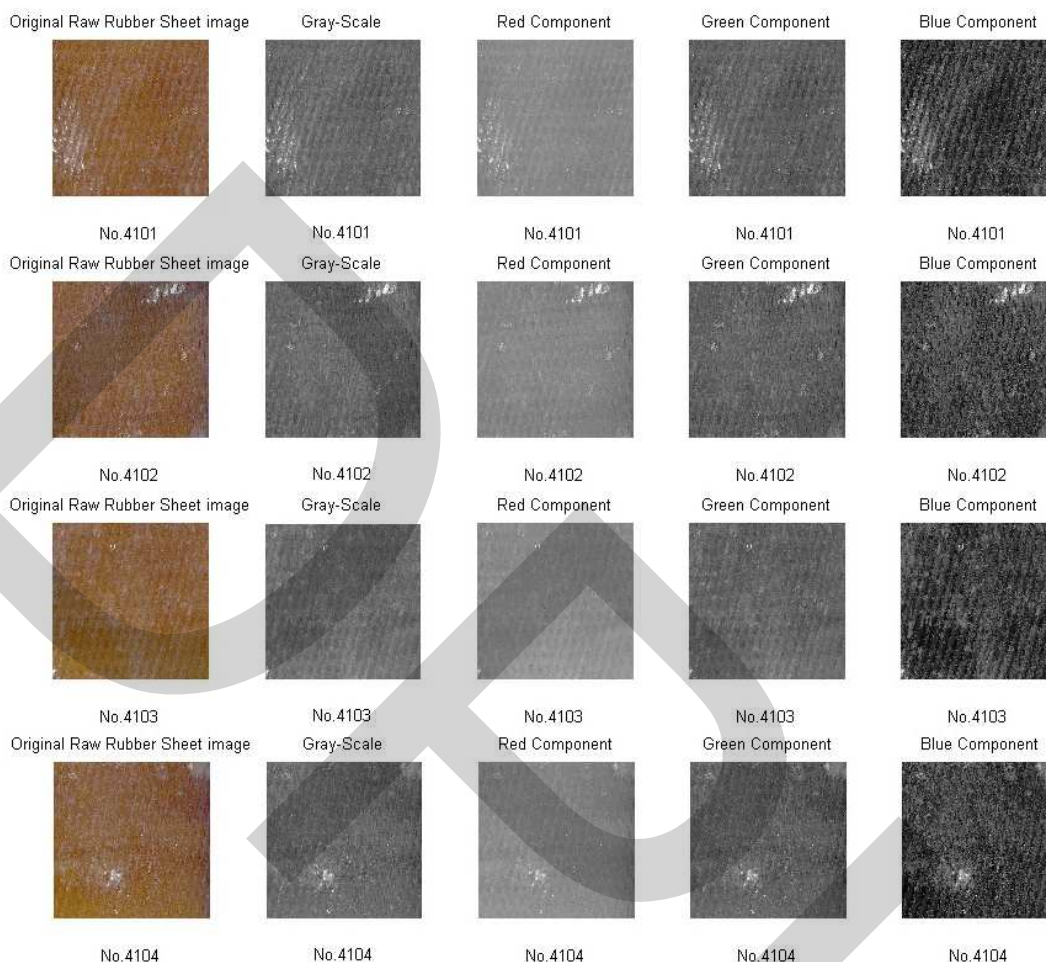 Original Raw Rubber Sheet image Gray-Scale Red Component Green Component Blue Component
No.4101 No.4101 No.4101 No.4101 No.4101
Original Raw Rubber Sheet image Gray-Scale Red Component Green Component Blue Component
No.4102 No.4102 No.4102 No.4102 No.4102
Original Raw Rubber Sheet image Gray-Scale Red Component Green Component Blue Component
No.4103 No.4103 No.4103 No.4103 No.4103
Original Raw Rubber Sheet image Gray-Scale Red Component Green Component Blue Component
No.4104 No.4104 No.4104 No.4104 No.4104